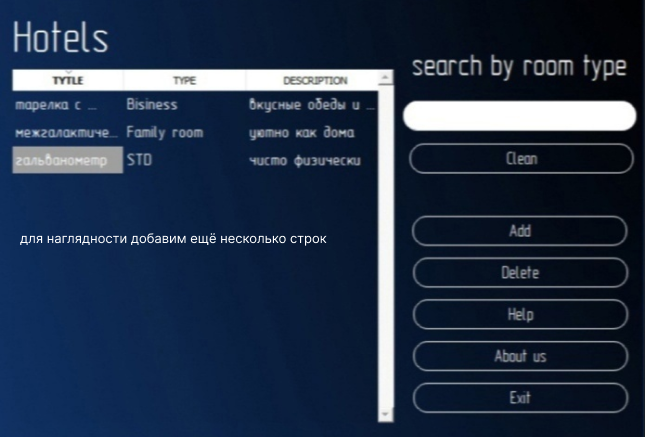 Hotels
search by room type
TYTLE TYPE DESCRIPTION
тарелка с ... Bisiness вкусные обеды и ...
межгалактиче... Family room уютно как дома
гальванометр STD чисто физически
Clean
для наглядности добавим ещё несколько строк
Add
Delete
Help
About us
Exit